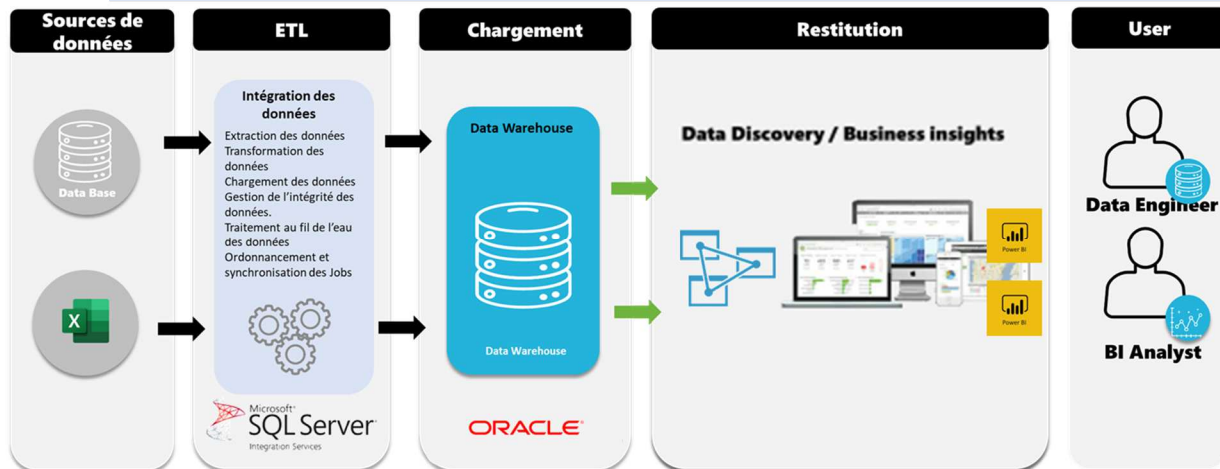 Sources de
données
ETL
Chargement
Restitution
User
Data Base
X
Intégration des
données
Extraction des données
Transformation des
données
Chargement des données
Gestion de l'intégrité des
données.
Traitement au fil de l'eau
des données
Ordonnancement et
synchronisation des Jobs
Microsoft
SQL Server
Integration Services
Data Warehouse
Data Warehouse
ORACLE
Data Discovery / Business insights
Power BI
Power BI
Data Engineer
BI Analyst